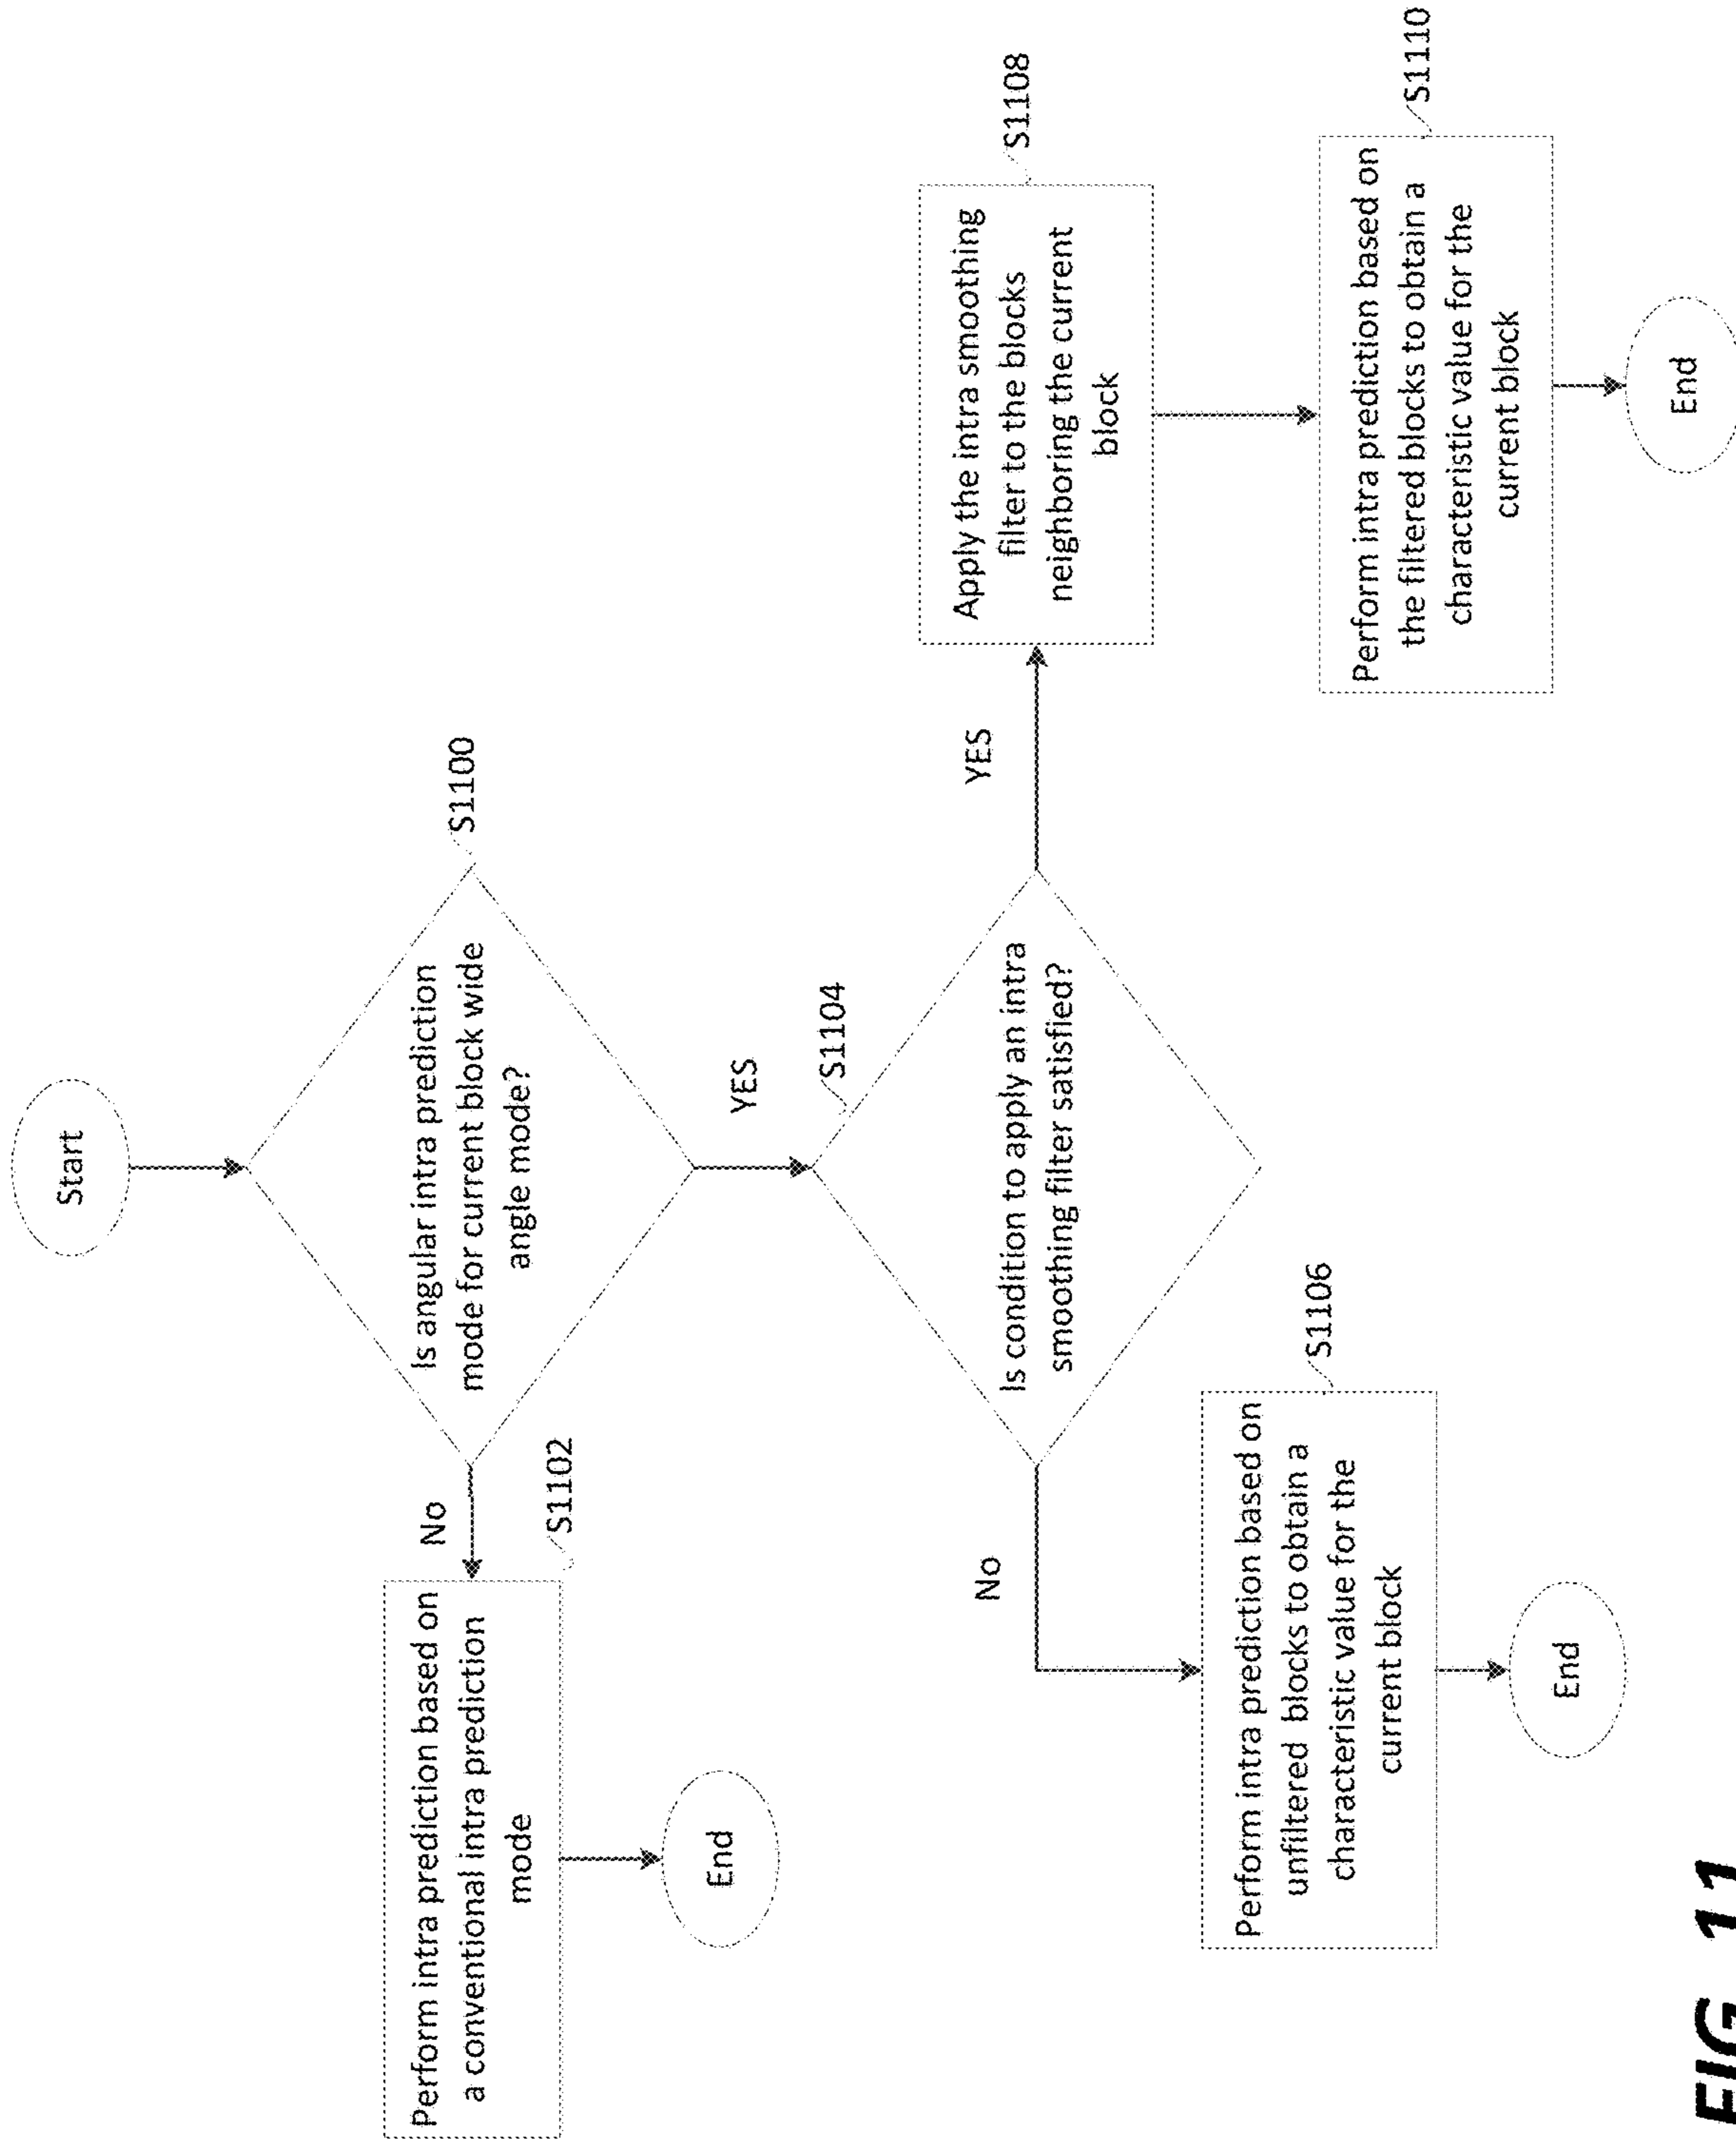 Start
S1100
Is angular intra prediction
mode for current block wide
angle mode?
No
Perform intra prediction based on
a conventional intra prediction
mode
S1102
End
YES
S1104
Is condition to apply an intra
smoothing filter satisfied?
No
S1106
Perform intra prediction based on
unfiltered blocks to obtain a
characteristic value for the
current block
End
YES
S1108
Apply the intra smoothing
filter to the blocks
neighboring the current
block
S1110
Perform intra prediction based on
the filtered blocks to obtain a
characteristic value for the
current block
End
FIG. 11